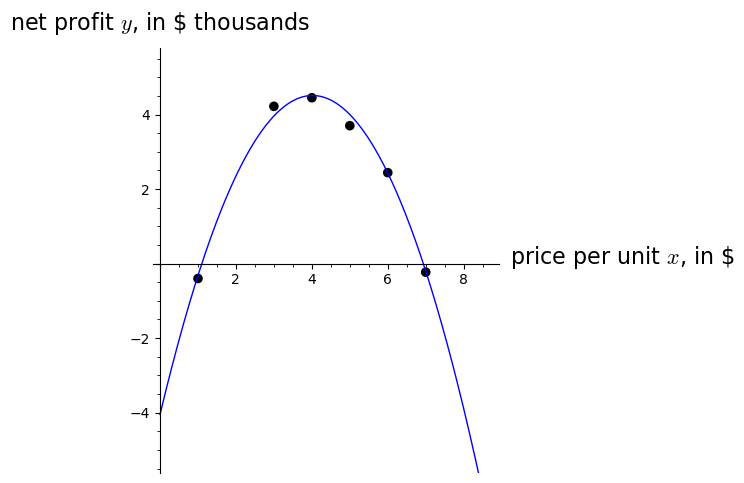 net profit y, in $ thousands
4
2
price per unit x, in $
2 4 6 8
−2
−4